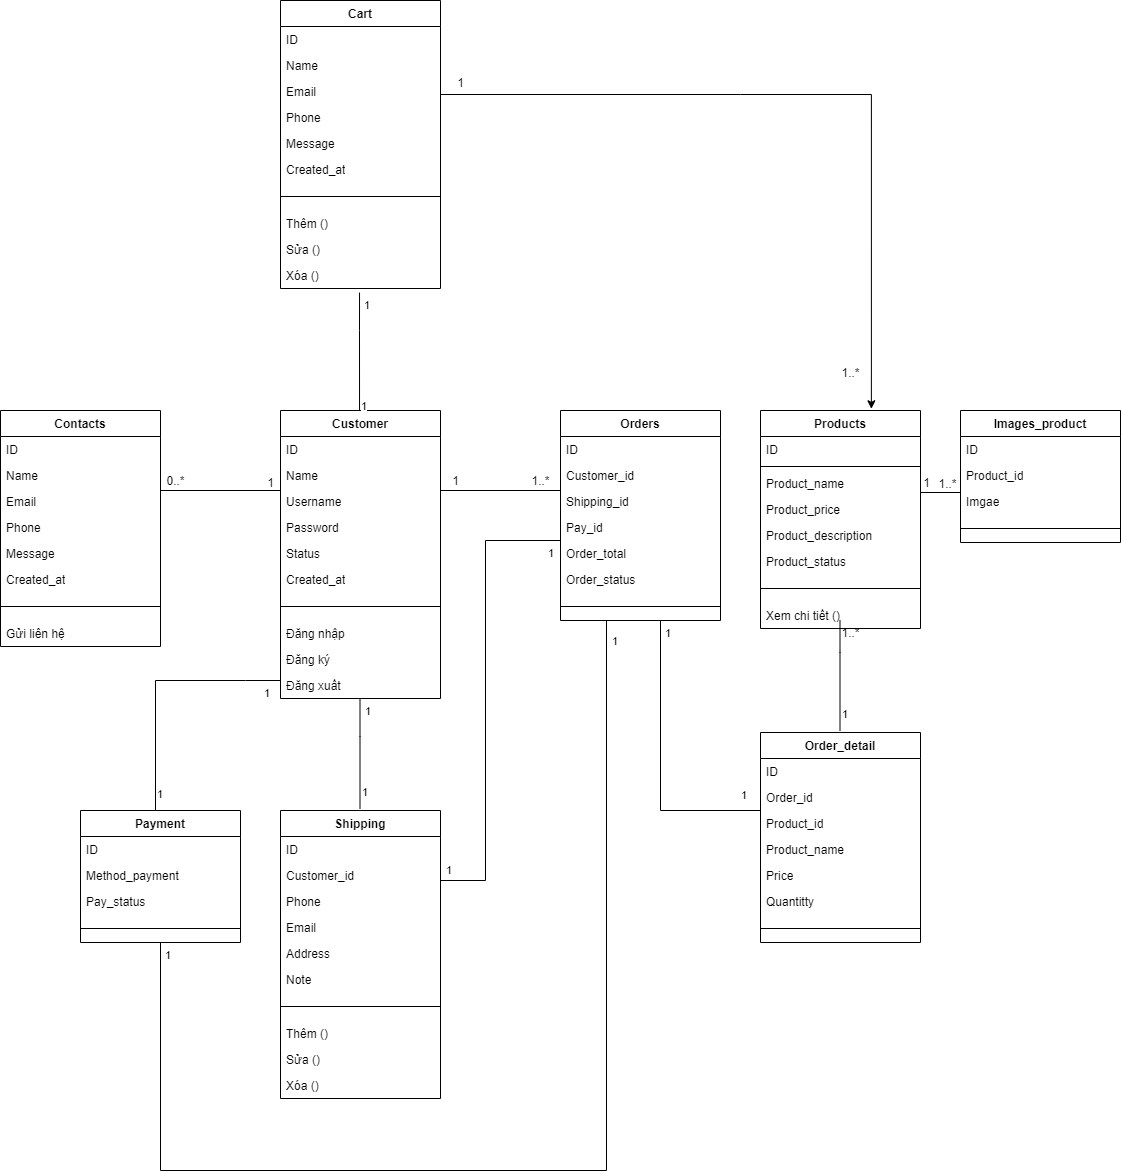 Cart
ID
Name
Email
Phone
Message
Created_at
Thêm ()
Sửa ()
Xóa ()
1
1..*
1
1
Contacts
ID
Name
Email
Phone
Message
Created_at
Gửi liên hệ
0..*
1
Customer
ID
Name
Username
Password
Status
Created_at
Đăng nhập
Đăng ký
Đăng xuất
1
1..*
Orders
ID
Customer_id
Shipping_id
Pay_id
Order_total
Order_status
1
1
1
Products
ID
Product_name
Product_price
Product_description
Product_status
Xem chi tiết ()
1
1..*
Images_product
ID
Product_id
Imgae
1..*
1
1
1
1
1
Payment
ID
Method_payment
Pay_status
1
Shipping
ID
Customer_id
Phone
Email
Address
Note
Thêm ()
Sửa ()
Xóa ()
1
1
Order_detail
ID
Order_id
Product_id
Product_name
Price
Quantitty